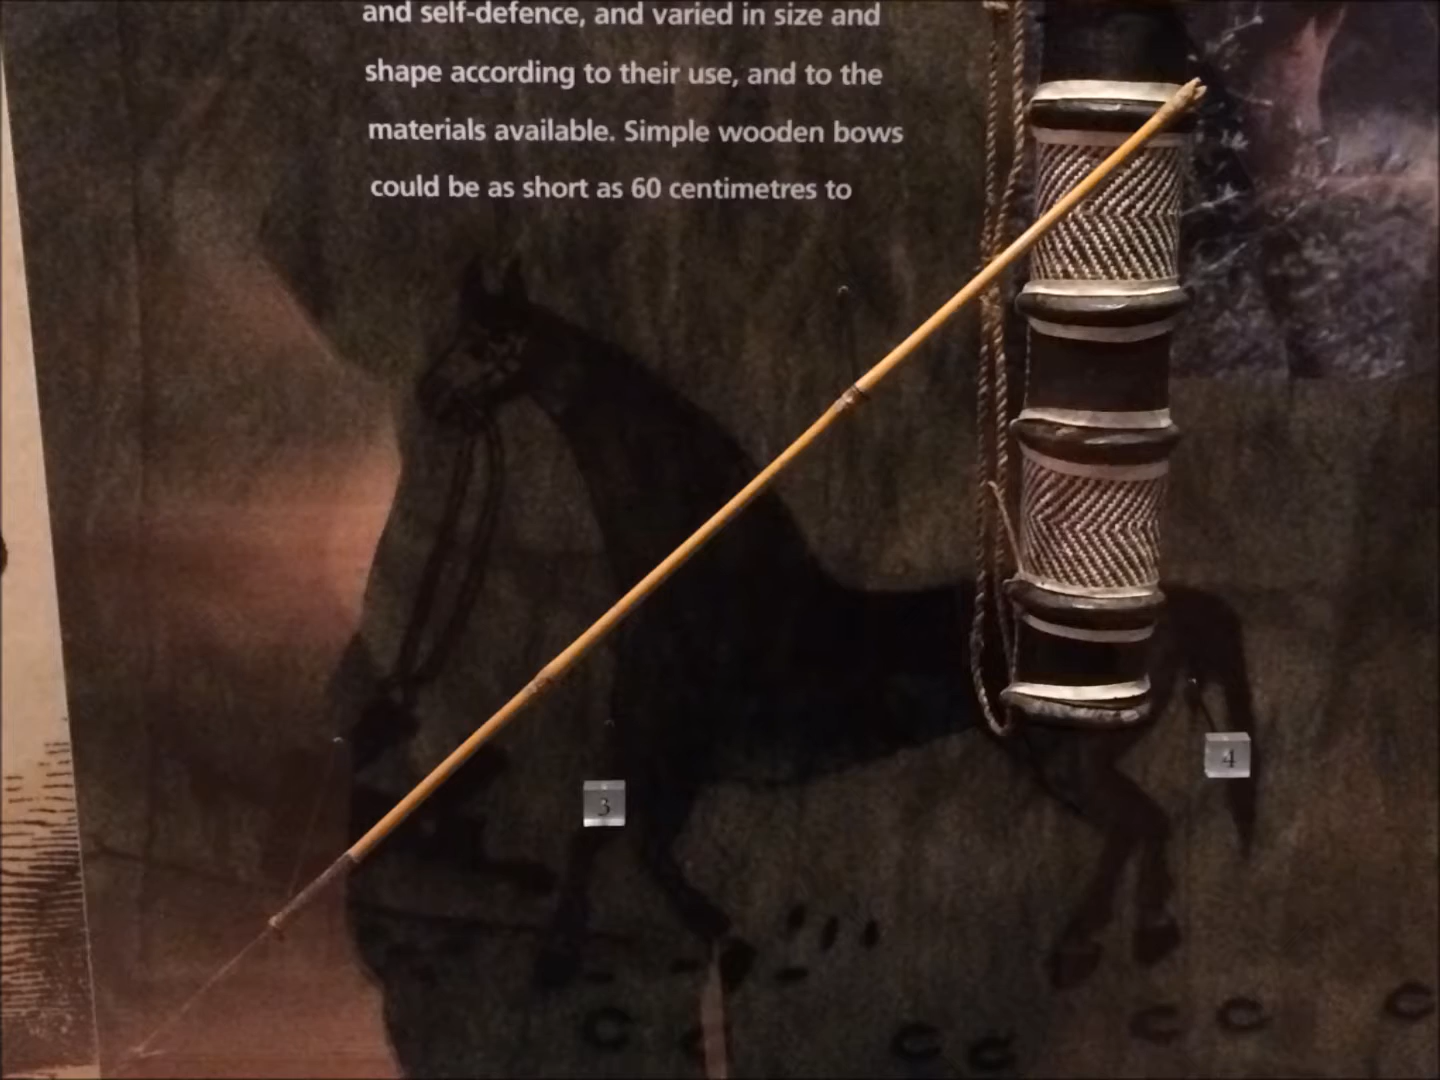 and self-defence, and varied in size and
shape according to their use, and to the
materials available. Simple wooden bows
could be as short as 60 centimetres to
3
4